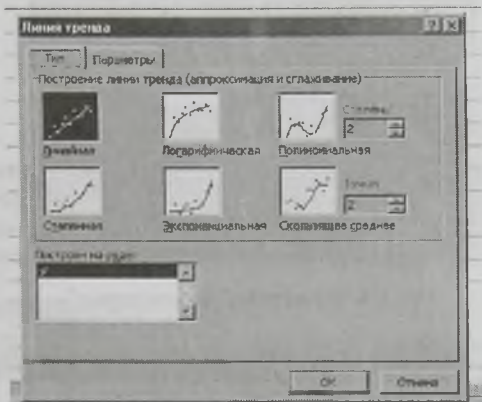 Линия тренда
Тип Параметры
Построение линии тренда (аппроксимация и сглаживание)
Линейная Логарифмическая Полиномиальная
Степень:
2
Степенная Экспоненциальная Скользящее среднее
Точки:
2
Построен на ряде:
OK Отмена